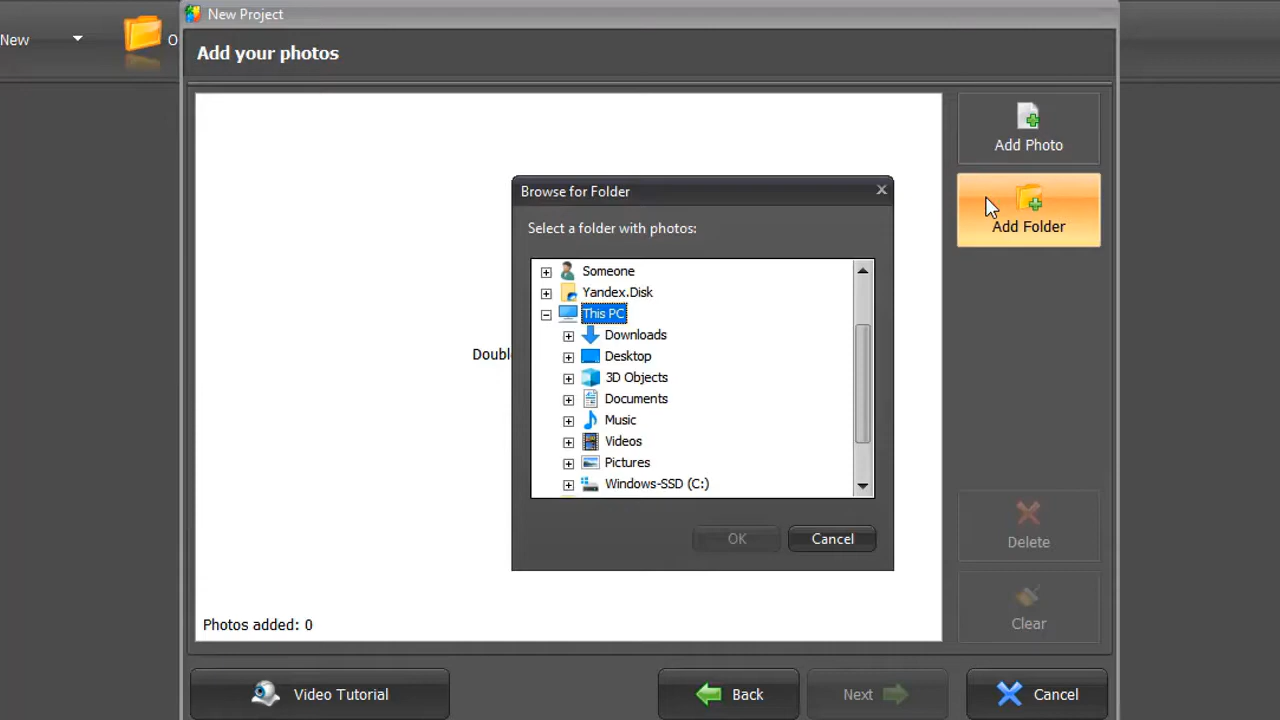 New Project
New
O
Add your photos
Add Photo
Browse for Folder
Select a folder with photos:
Add Folder
Someone
Yandex.Disk
This PC
Downloads
Doubl
Desktop
3D Objects
Documents
Music
Videos
Pictures
Windows-SSD (C:)
OK
Cancel
Delete
Clear
Photos added: 0
Video Tutorial
Back
Next
Cancel